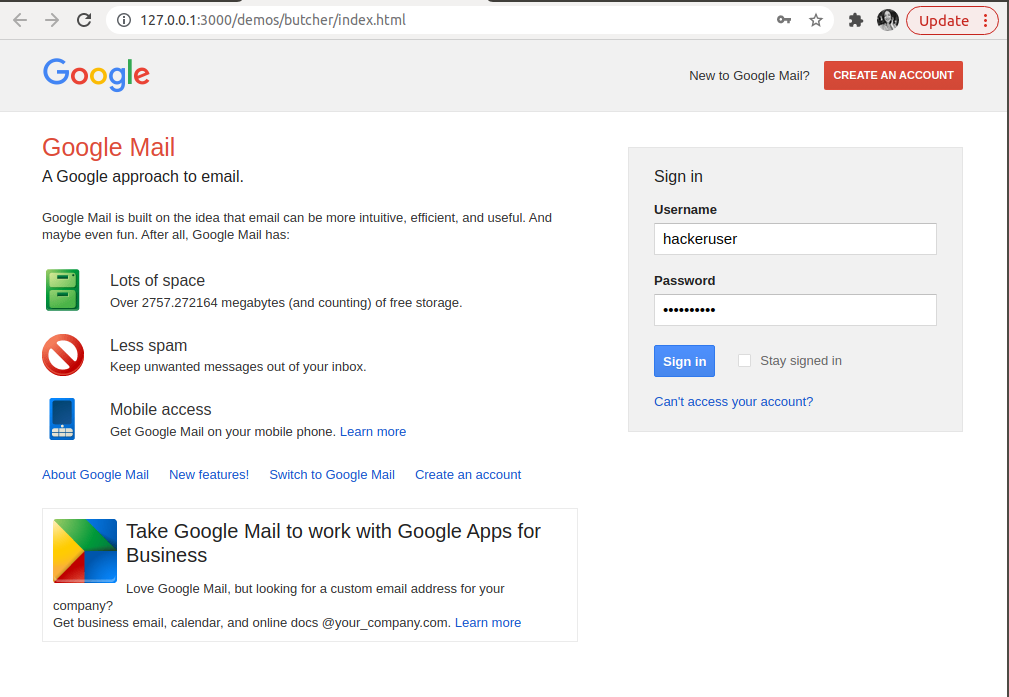 127.0.0.1:3000/demos/butcher/index.html
Update
Google
New to Google Mail?
CREATE AN ACCOUNT
Google Mail
A Google approach to email.
Google Mail is built on the idea that email can be more intuitive, efficient, and useful. And
maybe even fun. After all, Google Mail has:
Lots of space
Over 2757.272164 megabytes (and counting) of free storage.
Less spam
Keep unwanted messages out of your inbox.
Mobile access
Get Google Mail on your mobile phone. Learn more
About Google Mail New features! Switch to Google Mail Create an account
Take Google Mail to work with Google Apps for
Business
Love Google Mail, but looking for a custom email address for your
company?
Get business email, calendar, and online docs @your_company.com. Learn more
Sign in
Username
hackeruser
Password
••••••••••
Sign in
Stay signed in
Can't access your account?